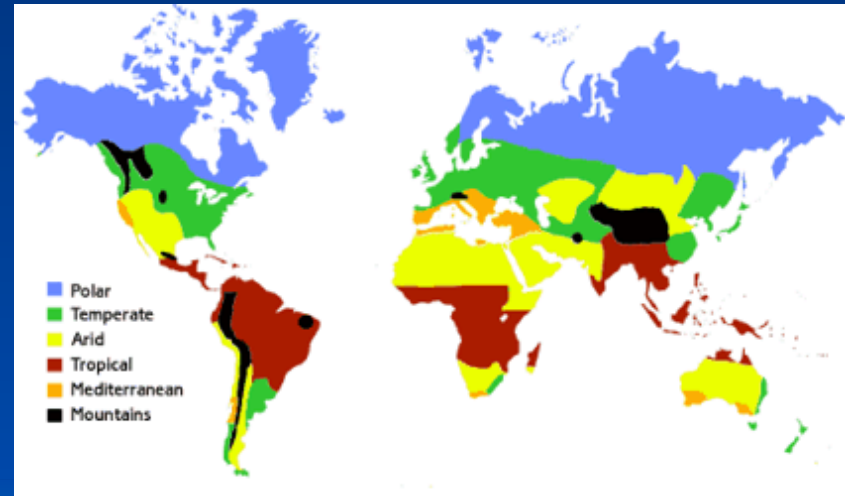 Polar
Temperate
Arid
Tropical
Mediterranean
Mountains